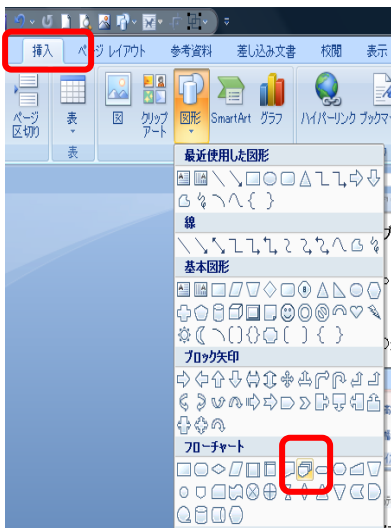 挿入 ページ レイアウト 参考資料 差し込み文書 校閲 表示
ページ
区切り
表
図
クリップ
アート
図形
SmartArt
グラフ
ハイパーリンク
ブックマ
表
最近使用した図形
線
基本図形
ブロック矢印
フローチャート